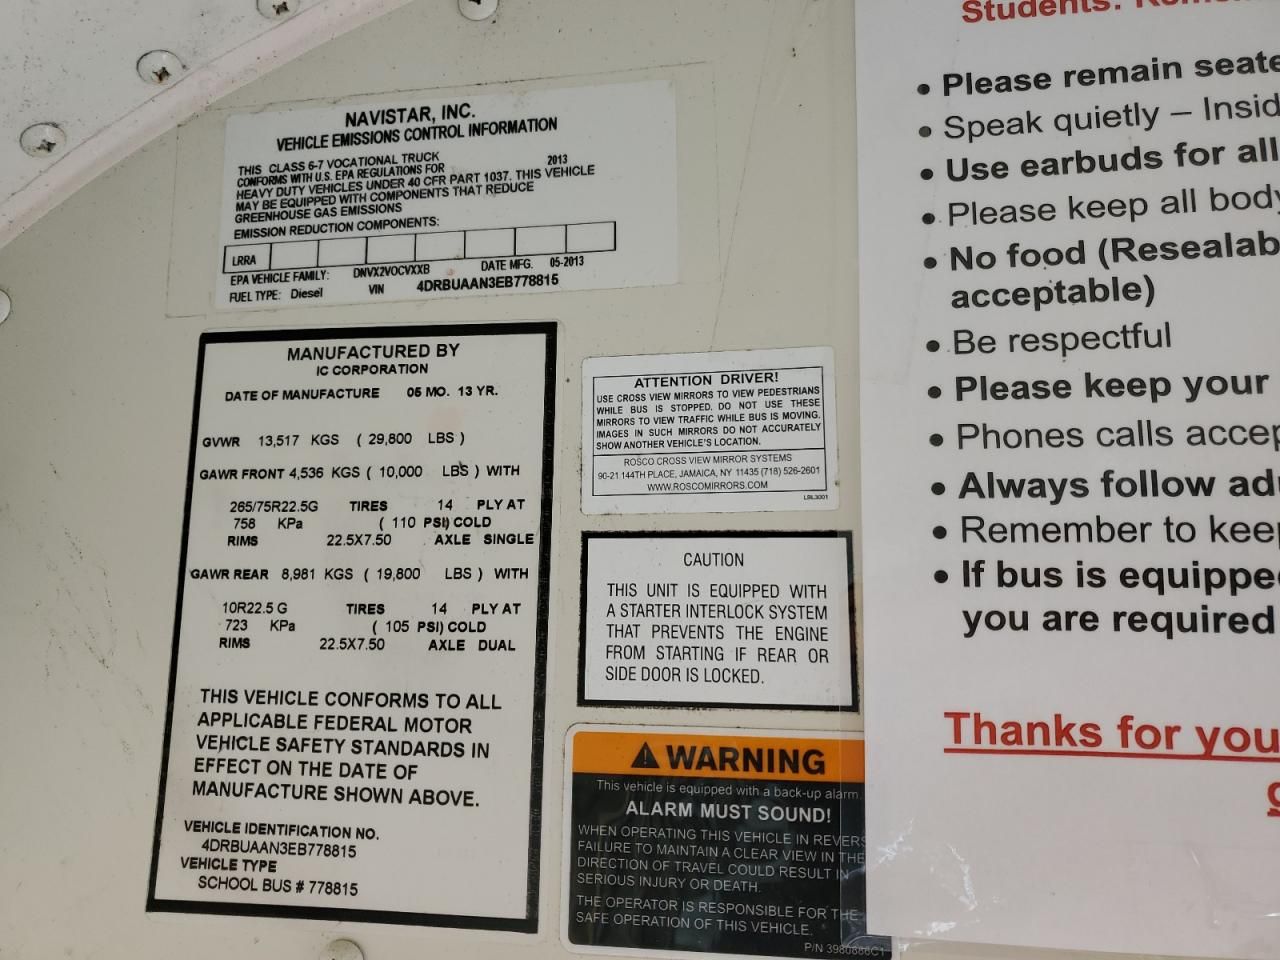 NAVISTAR, INC.
VEHICLE EMISSIONS CONTROL INFORMATION
THIS CLASS 6-7 VOCATIONAL TRUCK
CONFORMS WITH U.S. EPA REGULATIONS FOR 2013
HEAVY DUTY VEHICLES UNDER 40 CFR PART 1037. THIS VEHICLE
MAY BE EQUIPPED WITH COMPONENTS THAT REDUCE
GREENHOUSE GAS EMISSIONS
EMISSION REDUCTION COMPONENTS:
LRRA
EPA VEHICLE FAMILY: DNVX2VOCVXXB DATE MFG. 05-2013
FUEL TYPE: Diesel VIN 4DRBUAAN3EB778815
MANUFACTURED BY
IC CORPORATION
DATE OF MANUFACTURE 05 MO. 13 YR.
GVWR 13,517 KGS ( 29,800 LBS )
GAWR FRONT 4,536 KGS ( 10,000 LBS ) WITH
265/75R22.5G TIRES 14 PLY AT
758 KPa ( 110 PSI) COLD
RIMS 22.5X7.50 AXLE SINGLE
GAWR REAR 8,981 KGS ( 19,800 LBS ) WITH
10R22.5 G TIRES 14 PLY AT
723 KPa ( 105 PSI) COLD
RIMS 22.5X7.50 AXLE DUAL
THIS VEHICLE CONFORMS TO ALL
APPLICABLE FEDERAL MOTOR
VEHICLE SAFETY STANDARDS IN
EFFECT ON THE DATE OF
MANUFACTURE SHOWN ABOVE.
VEHICLE IDENTIFICATION NO.
4DRBUAAN3EB778815
VEHICLE TYPE
SCHOOL BUS # 778815
ATTENTION DRIVER!
USE CROSS VIEW MIRRORS TO VIEW PEDESTRIANS
WHILE BUS IS STOPPED. DO NOT USE THESE
MIRRORS TO VIEW TRAFFIC WHILE BUS IS MOVING.
IMAGES IN SUCH MIRRORS DO NOT ACCURATELY
SHOW ANOTHER VEHICLE'S LOCATION.
ROSCO CROSS VIEW MIRROR SYSTEMS
90-21 144TH PLACE, JAMAICA, NY 11435 (718) 526-2601
WWW.ROSCOMIRRORS.COM
LBL3001
CAUTION
THIS UNIT IS EQUIPPED WITH
A STARTER INTERLOCK SYSTEM
THAT PREVENTS THE ENGINE
FROM STARTING IF REAR OR
SIDE DOOR IS LOCKED.
WARNING
This vehicle is equipped with a back-up alarm.
ALARM MUST SOUND!
WHEN OPERATING THIS VEHICLE IN REVERS
FAILURE TO MAINTAIN A CLEAR VIEW IN THE
DIRECTION OF TRAVEL COULD RESULT IN
SERIOUS INJURY OR DEATH.
THE OPERATOR IS RESPONSIBLE FOR THE
SAFE OPERATION OF THIS VEHICLE.
P/N 3980886C1
Students:
• Please remain seate
• Speak quietly – Insid
• Use earbuds for all
• Please keep all body
• No food (Resealab
acceptable)
• Be respectful
• Please keep your
• Phones calls accep
• Always follow adu
• Remember to keep
• If bus is equippe
you are required
Thanks for you